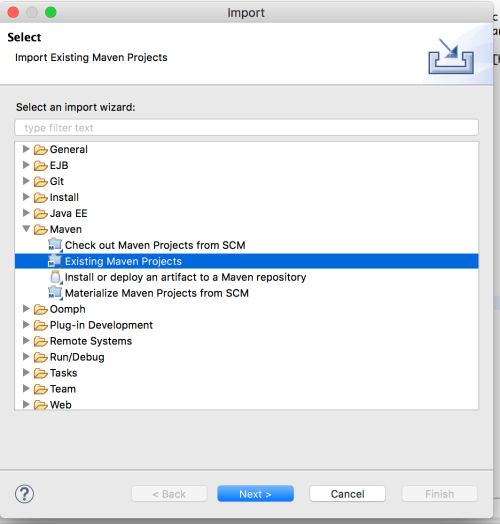 Import
Select
Import Existing Maven Projects
Select an import wizard:
type filter text
General
EJB
Git
Install
Java EE
Maven
Check out Maven Projects from SCM
Existing Maven Projects
Install or deploy an artifact to a Maven repository
Materialize Maven Projects from SCM
Oomph
Plug-in Development
Remote Systems
Run/Debug
Tasks
Team
Web
?
< Back
Next >
Cancel
Finish